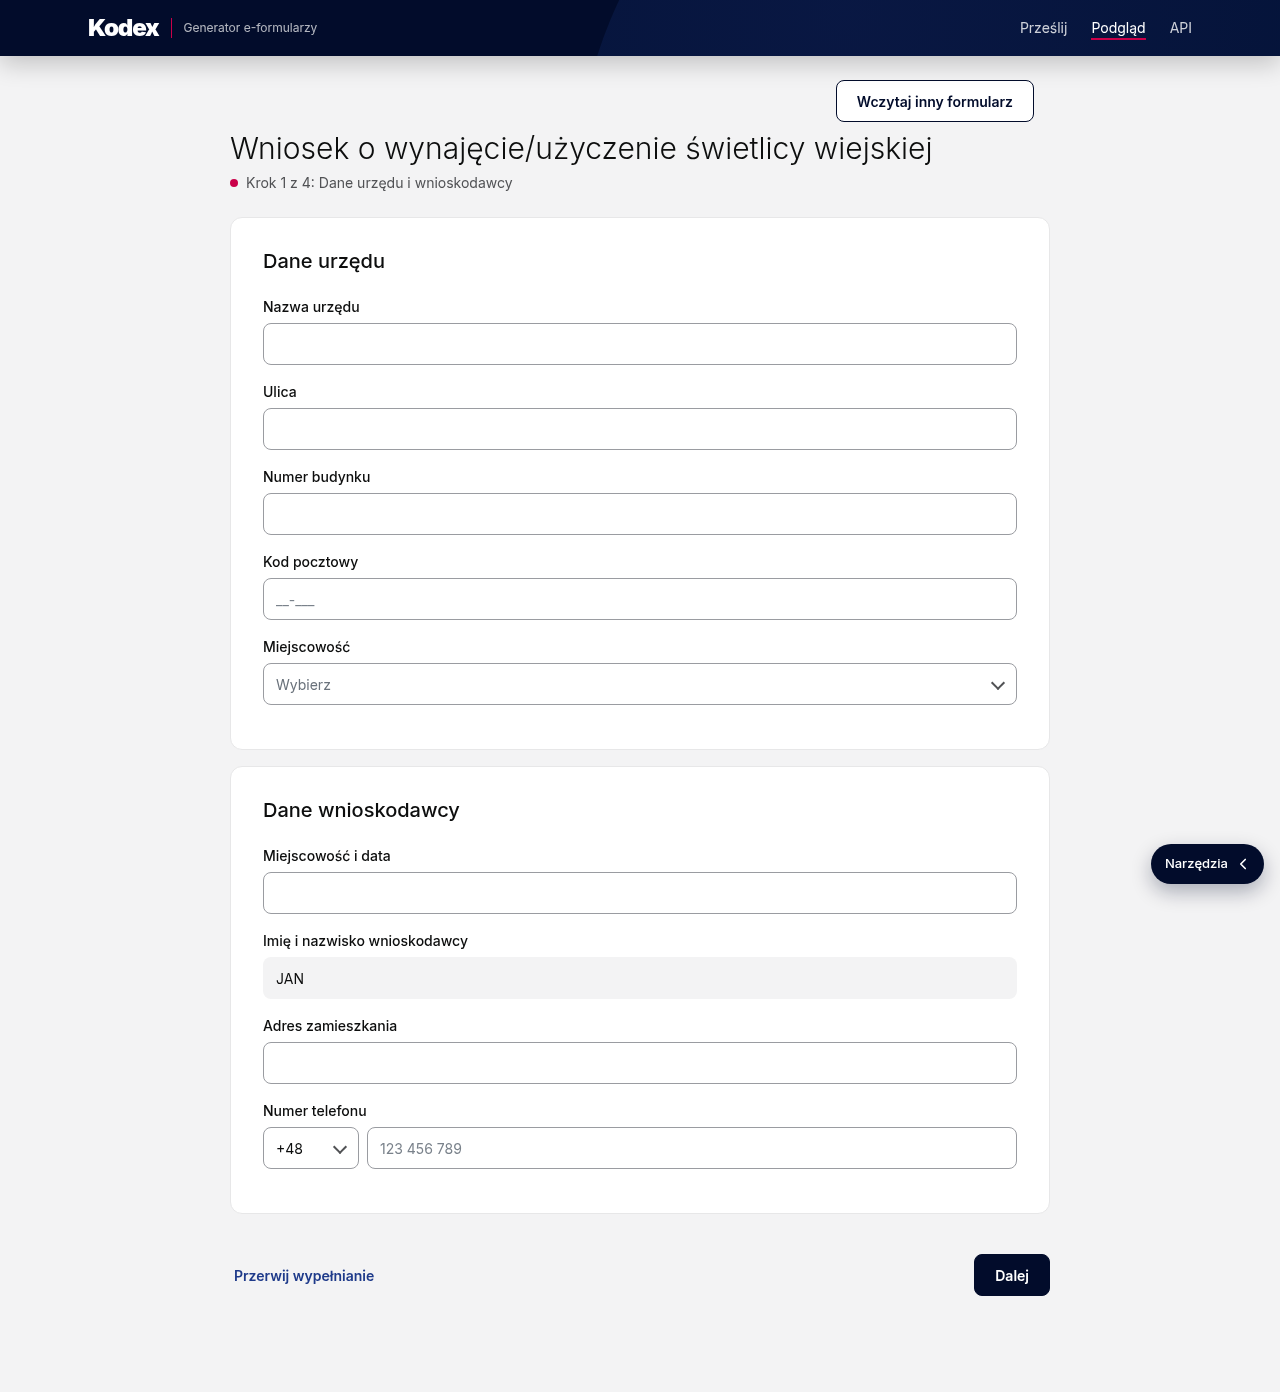 Kodex
Generator e-formularzy
Prześlij
Podgląd
API
Wczytaj inny formularz
Wniosek o wynajęcie/użyczenie świetlicy wiejskiej
Krok 1 z 4: Dane urzędu i wnioskodawcy
Dane urzędu
Nazwa urzędu
Ulica
Numer budynku
Kod pocztowy
__-___
Miejscowość
Wybierz
Dane wnioskodawcy
Miejscowość i data
Narzędzia
Imię i nazwisko wnioskodawcy
JAN
Adres zamieszkania
Numer telefonu
+48
123 456 789
Przerwij wypełnianie
Dalej